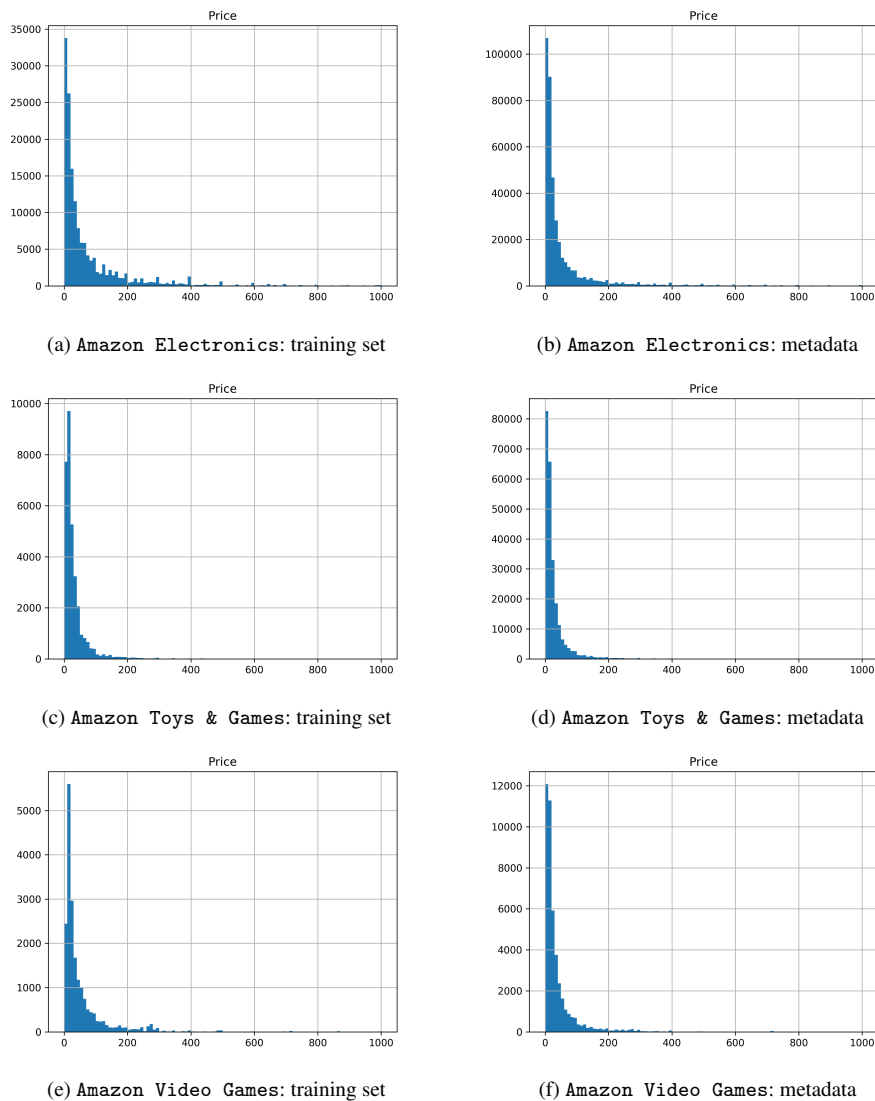 Price
35000
30000
25000
20000
15000
10000
5000
0
0 200 400 600 800 1000
(a) Amazon Electronics: training set
Price
100000
80000
60000
40000
20000
0
0 200 400 600 800 1000
(b) Amazon Electronics: metadata
Price
10000
8000
6000
4000
2000
0
0 200 400 600 800 1000
(c) Amazon Toys & Games: training set
Price
80000
70000
60000
50000
40000
30000
20000
10000
0
0 200 400 600 800 1000
(d) Amazon Toys & Games: metadata
Price
5000
4000
3000
2000
1000
0
0 200 400 600 800 1000
(e) Amazon Video Games: training set
Price
12000
10000
8000
6000
4000
2000
0
0 200 400 600 800 1000
(f) Amazon Video Games: metadata